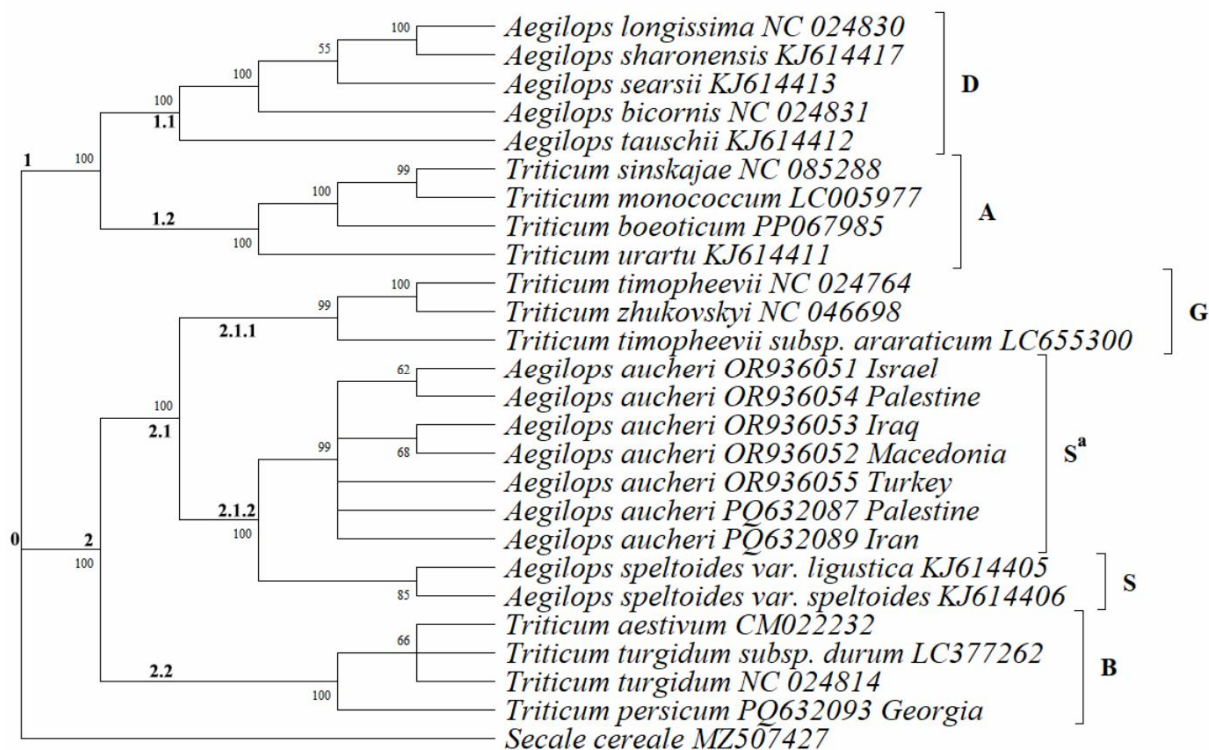 100
Aegilops longissima NC 024830
55
Aegilops sharonensis KJ614417
100
Aegilops searsii KJ614413
D
100
Aegilops bicornis NC 024831
1.1
Aegilops tauschii KJ614412
1
100
99
Triticum sinskajae NC 085288
100
Triticum monococcum LC005977
1.2
Triticum boeoticum PP067985
A
100
Triticum urartu KJ614411
100
Triticum timopheevii NC 024764
99
Triticum zhukovskyi NC 046698
G
2.1.1
Triticum timopheevii subsp. araraticum LC655300
62
Aegilops aucheri OR936051 Israel
Aegilops aucheri OR936054 Palestine
100
2.1
Aegilops aucheri OR936053 Iraq
99
68
Aegilops aucheri OR936052 Macedonia
Sa
Aegilops aucheri OR936055 Turkey
2.1.2
Aegilops aucheri PQ632087 Palestine
100
0
2
Aegilops aucheri PQ632089 Iran
100
Aegilops speltoides var. ligustica KJ614405
S
85
Aegilops speltoides var. speltoides KJ614406
Triticum aestivum CM022232
66
Triticum turgidum subsp. durum LC377262
B
2.2
Triticum turgidum NC 024814
100
Triticum persicum PQ632093 Georgia
Secale cereale MZ507427